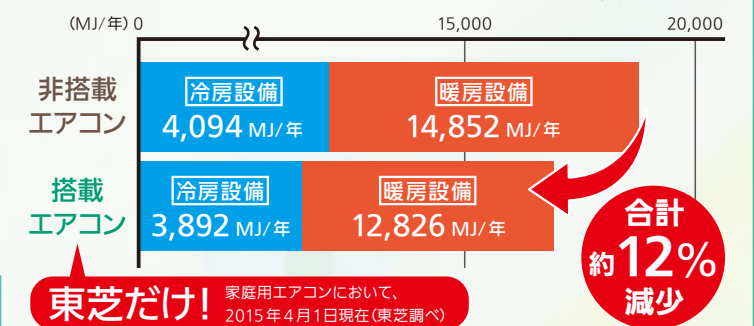 (MJ/年) 0 15,000 20,000
非搭載
エアコン
冷房設備
4,094 MJ/年
暖房設備
14,852 MJ/年
搭載
エアコン
冷房設備
3,892 MJ/年
暖房設備
12,826 MJ/年
合計
約12%
減少
東芝だけ!
家庭用エアコンにおいて、
2015年4月1日現在(東芝調べ)